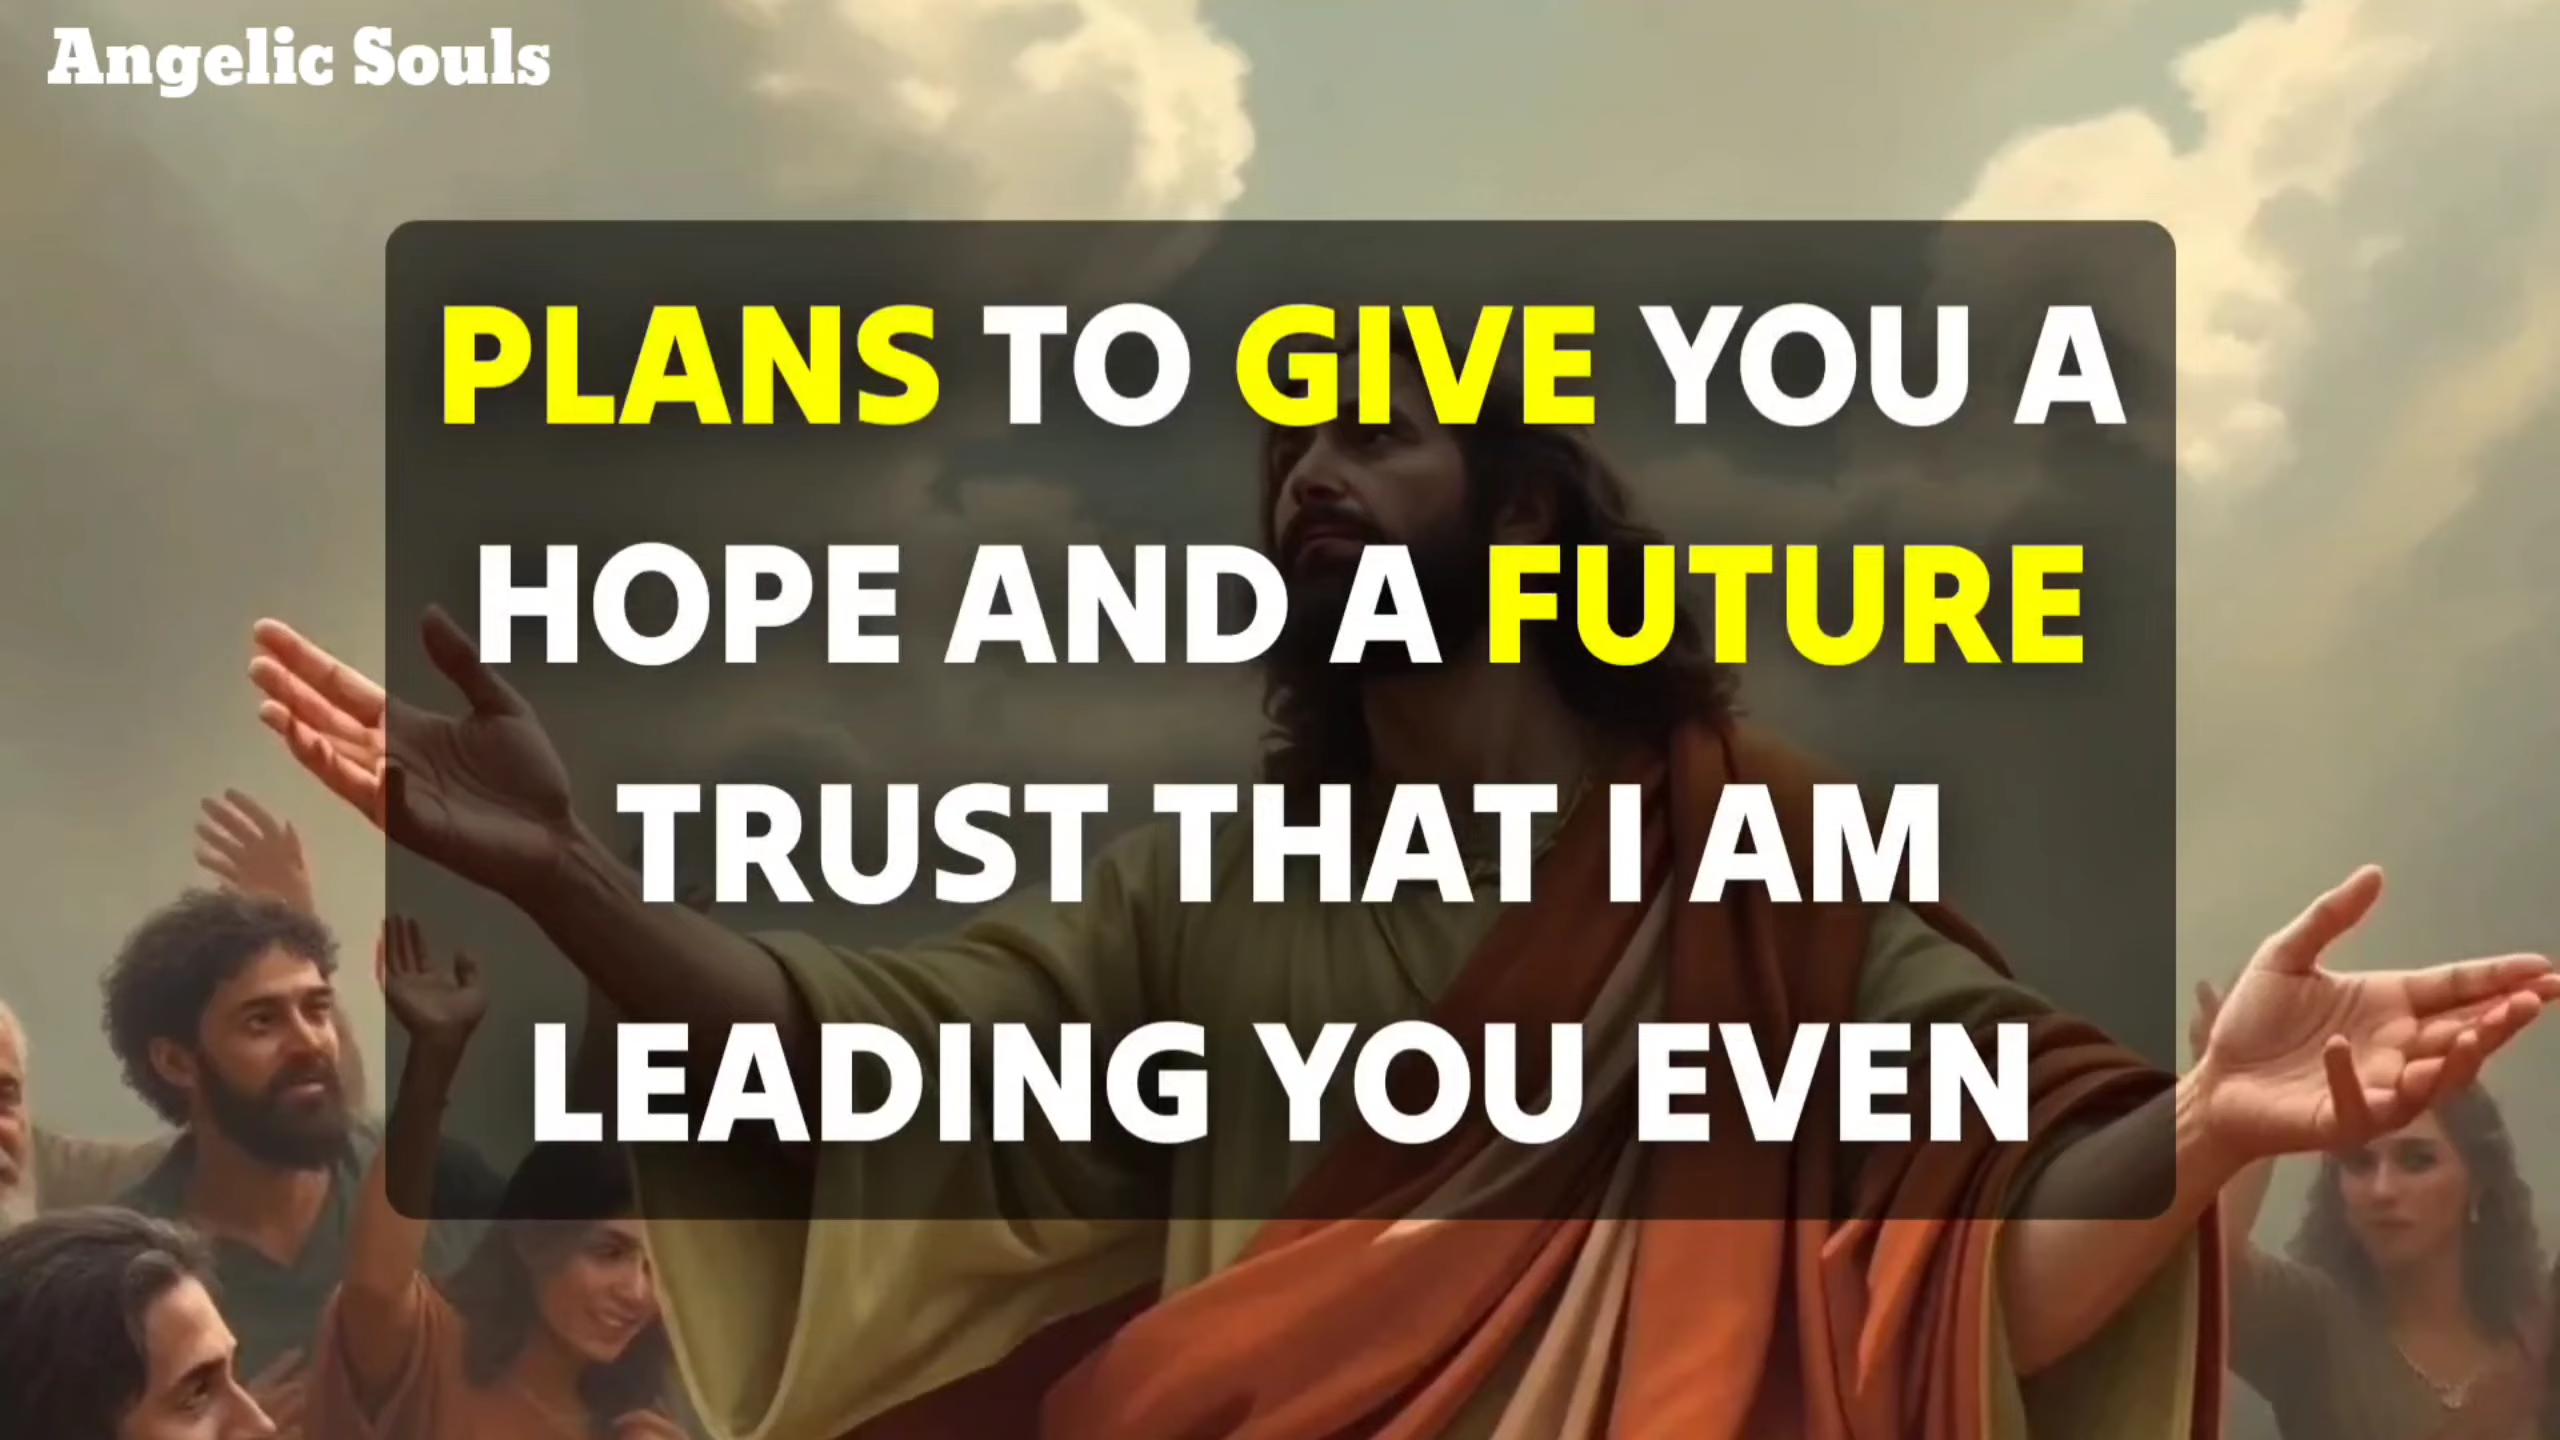 Angelic Souls
PLANS TO GIVE YOU A
HOPE AND A FUTURE
TRUST THAT I AM
LEADING YOU EVEN